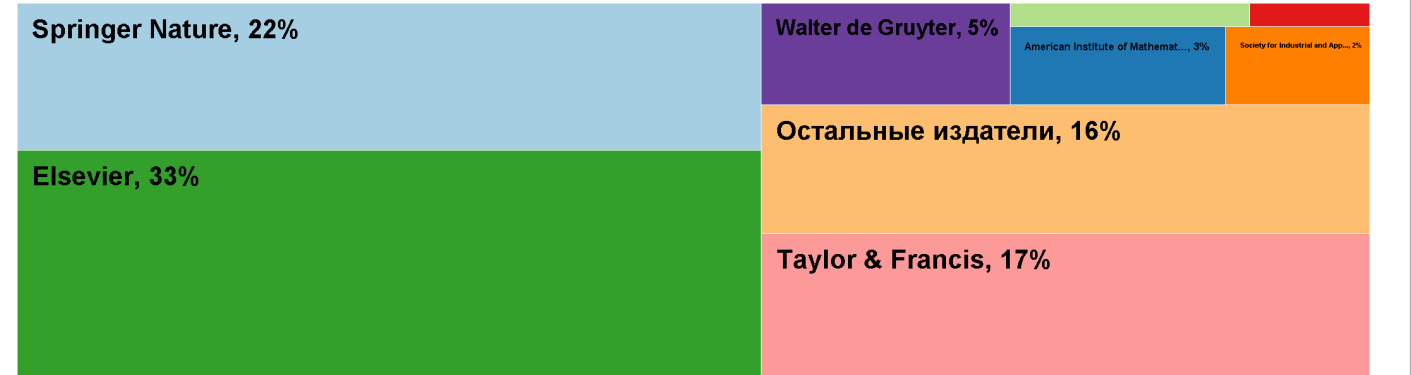 Springer Nature, 22%
Elsevier, 33%
Walter de Gruyter, 5%
American Institute of Mathemat..., 3%
Society for Industrial and App..., 2%
Остальные издатели, 16%
Taylor & Francis, 17%